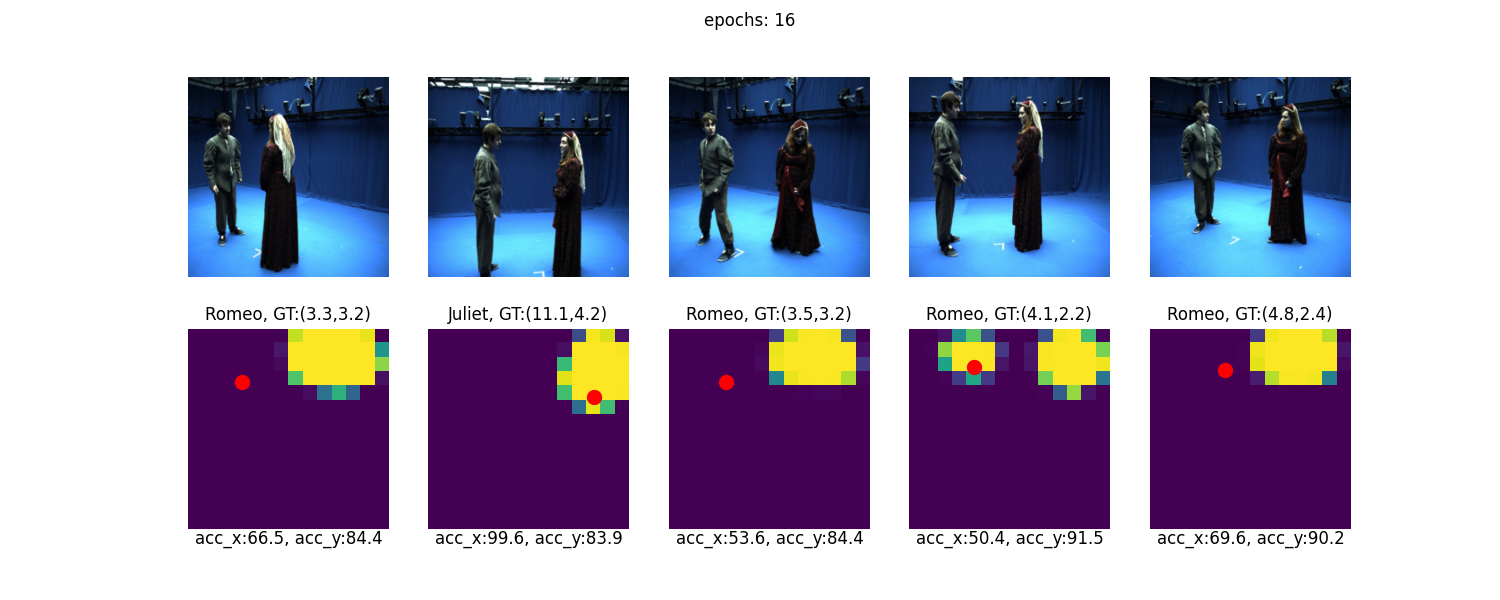 epochs: 16
Romeo, GT:(3.3,3.2)
Juliet, GT:(11.1,4.2)
Romeo, GT:(3.5,3.2)
Romeo, GT:(4.1,2.2)
Romeo, GT:(4.8,2.4)
acc_x:66.5, acc_y:84.4
acc_x:99.6, acc_y:83.9
acc_x:53.6, acc_y:84.4
acc_x:50.4, acc_y:91.5
acc_x:69.6, acc_y:90.2